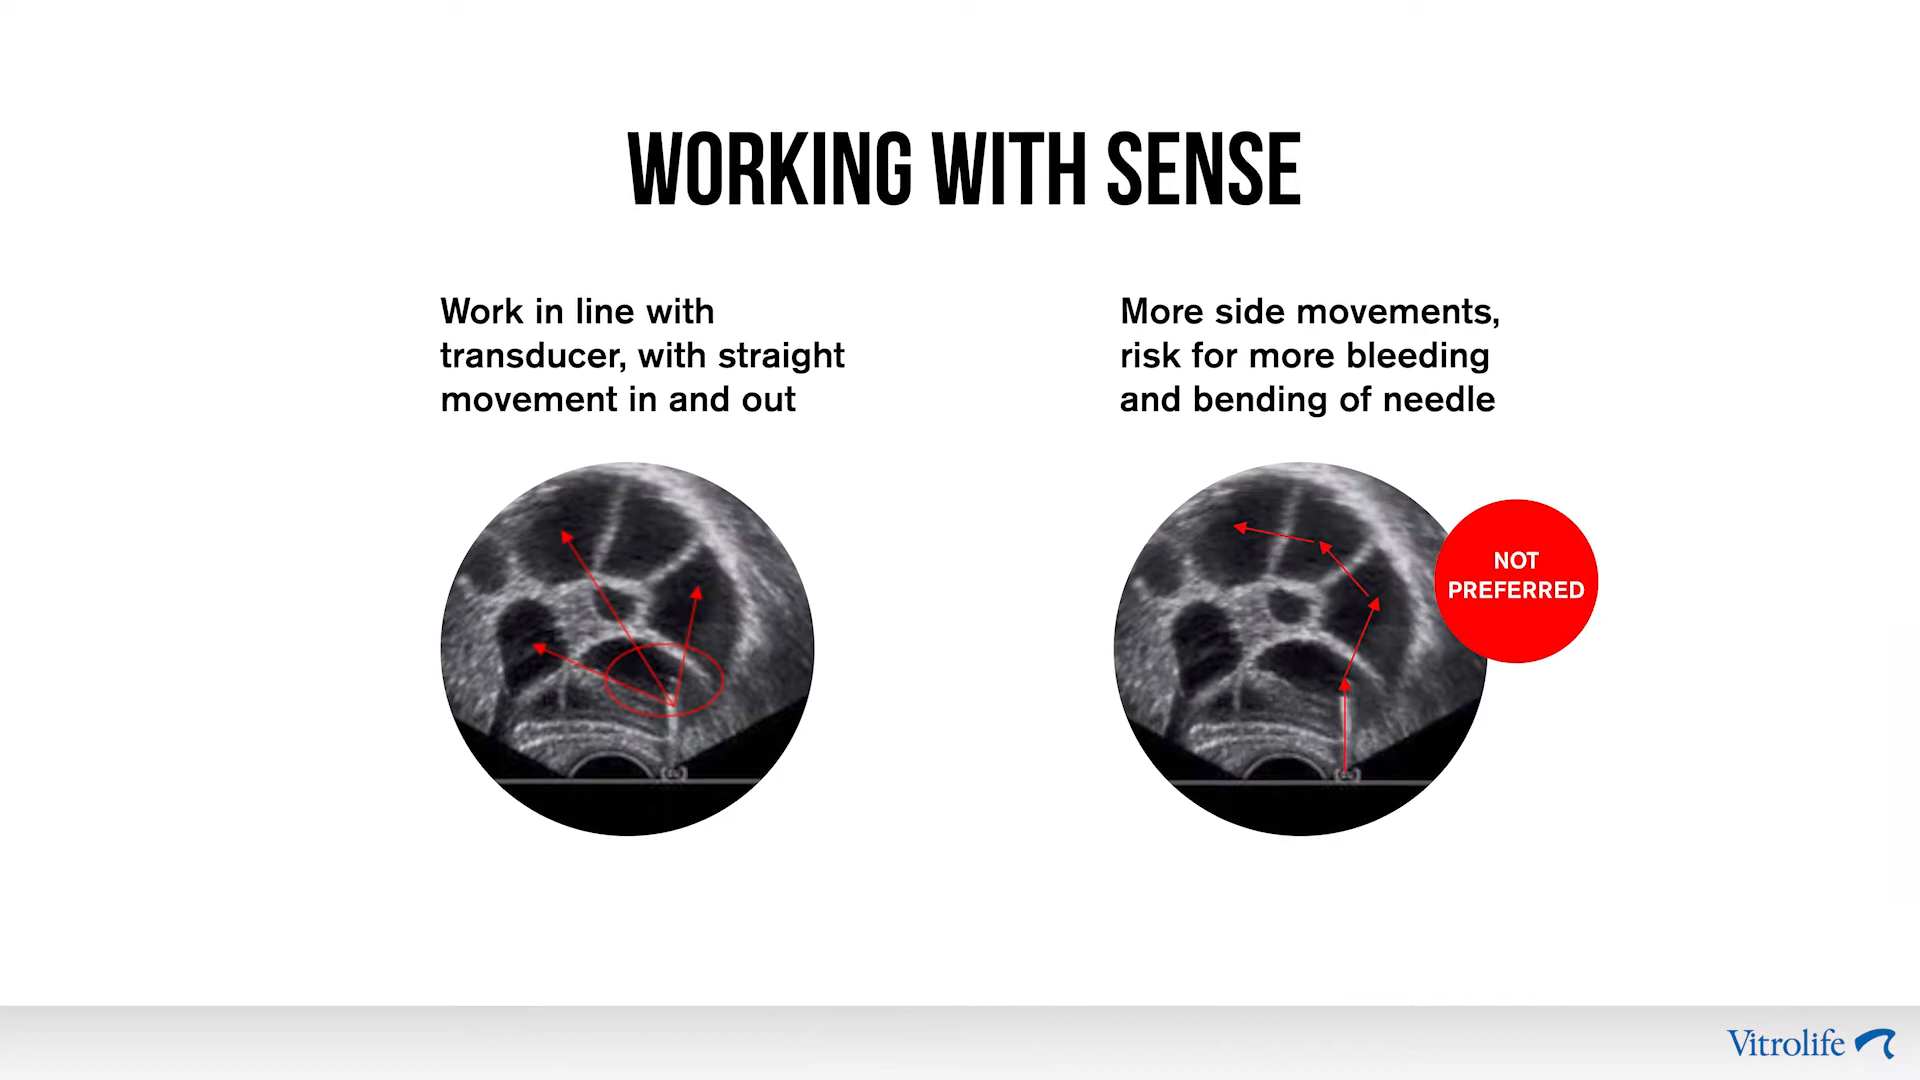 WORKING WITH SENSE
Work in line with
transducer, with straight
movement in and out
More side movements,
risk for more bleeding
and bending of needle
NOT
PREFERRED
Vitrolife